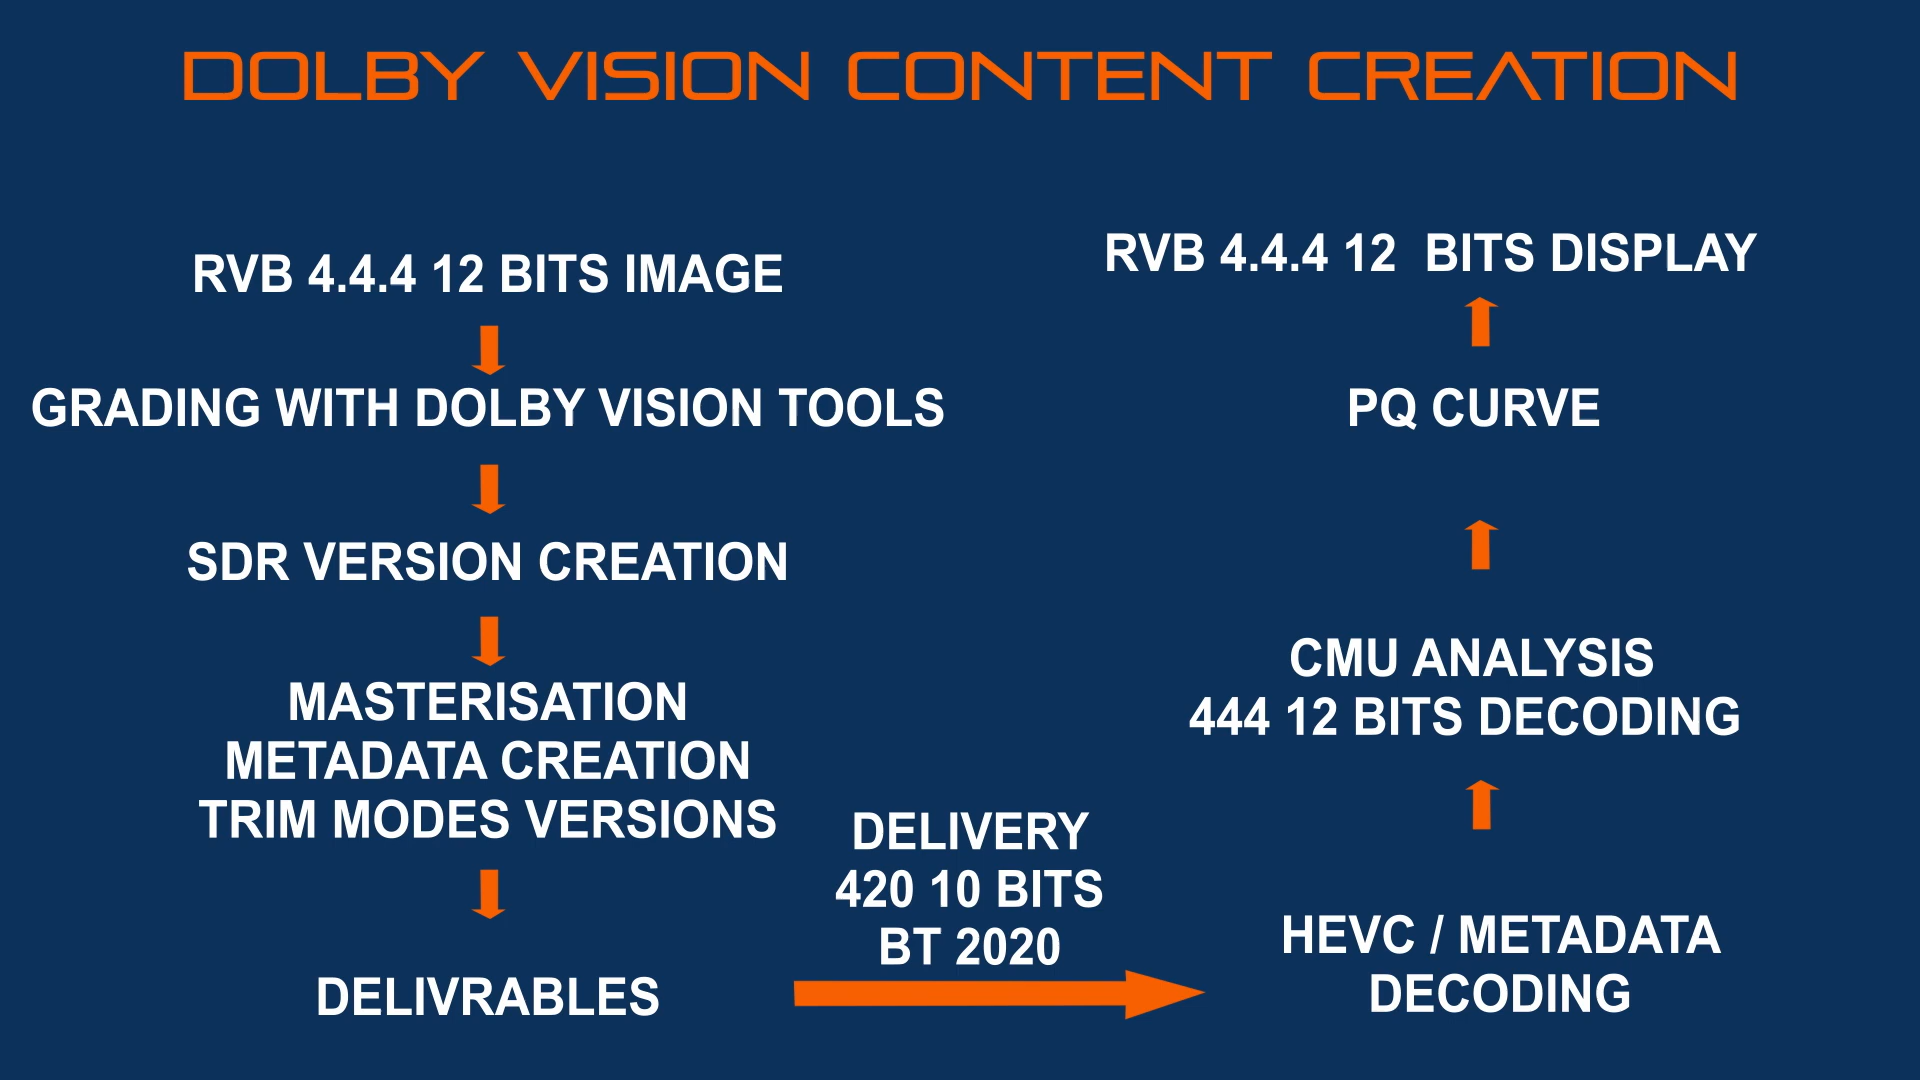 DOLBY VISION CONTENT CREATION
RVB 4.4.4 12 BITS IMAGE
GRADING WITH DOLBY VISION TOOLS
SDR VERSION CREATION
MASTERISATION
METADATA CREATION
TRIM MODES VERSIONS
DELIVRABLES
DELIVERY
420 10 BITS
BT 2020
HEVC / METADATA
DECODING
CMU ANALYSIS
444 12 BITS DECODING
PQ CURVE
RVB 4.4.4 12 BITS DISPLAY